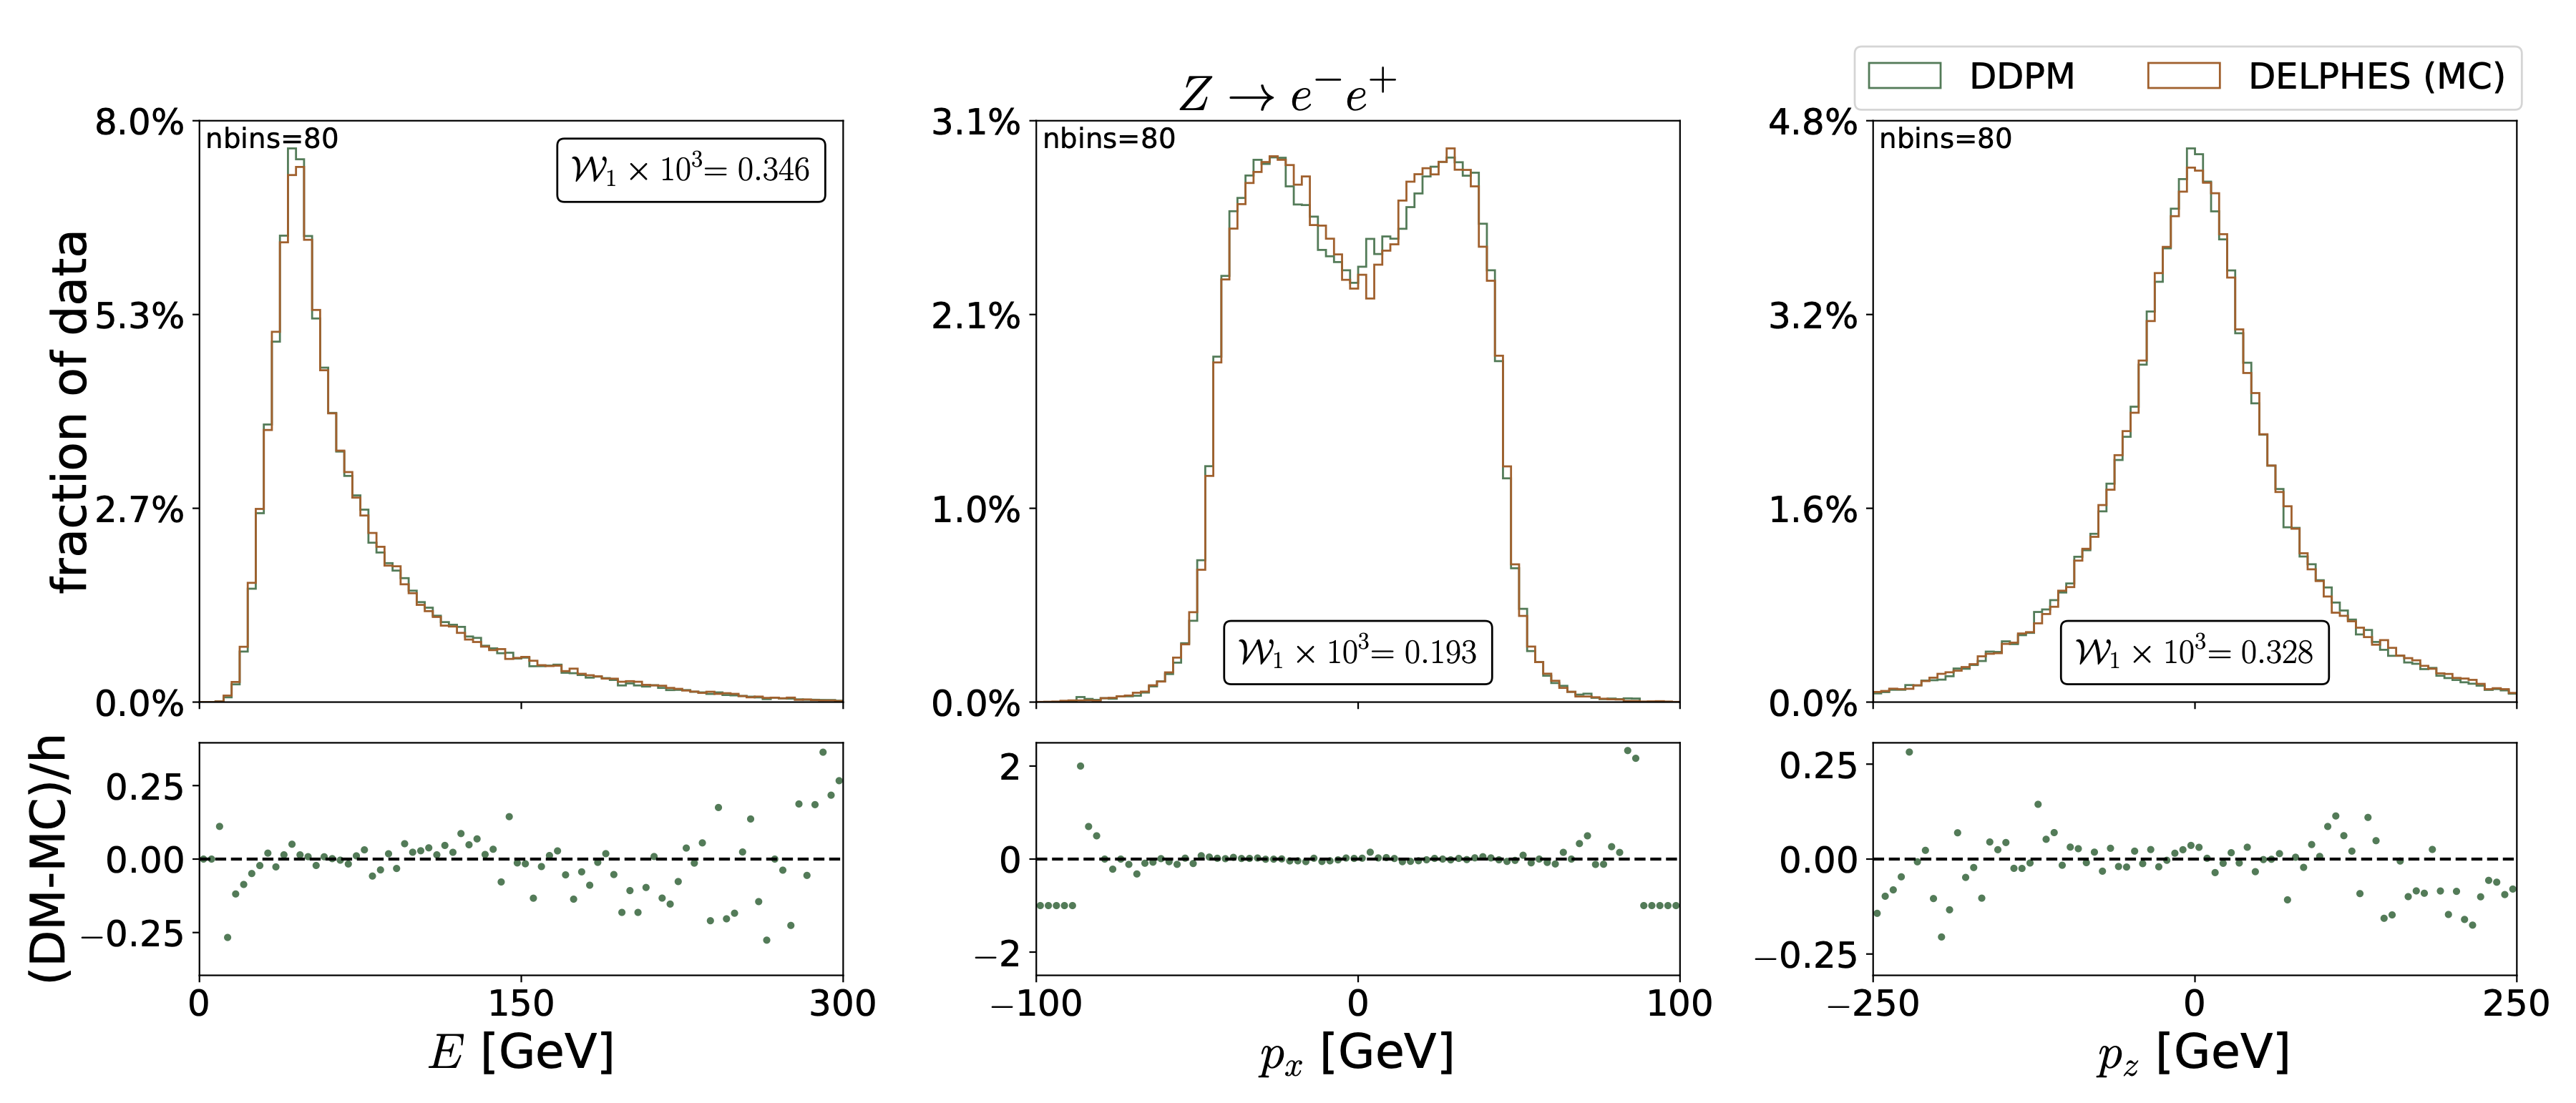 Z → e⁻e⁺
DDPM DELPHES (MC)
fraction of data
8.0%
5.3%
2.7%
0.0%
nbins=80
𝒲₁ × 10³= 0.346
3.1%
2.1%
1.0%
0.0%
nbins=80
𝒲₁ × 10³= 0.193
4.8%
3.2%
1.6%
0.0%
nbins=80
𝒲₁ × 10³= 0.328
(DM-MC)/h
0.25
0.00
−0.25
0 150 300
E [GeV]
2
0
−2
−100 0 100
pₓ [GeV]
0.25
0.00
−0.25
−250 0 250
p_z [GeV]